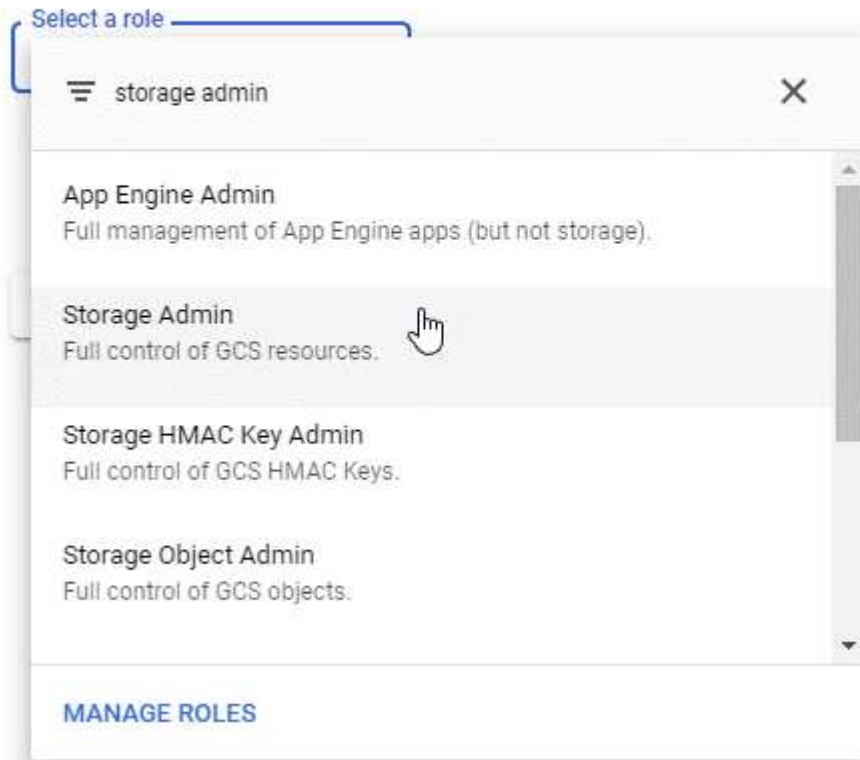 Select a role
storage admin
App Engine Admin
Full management of App Engine apps (but not storage).
Storage Admin
Full control of GCS resources.
Storage HMAC Key Admin
Full control of GCS HMAC Keys.
Storage Object Admin
Full control of GCS objects.
MANAGE ROLES